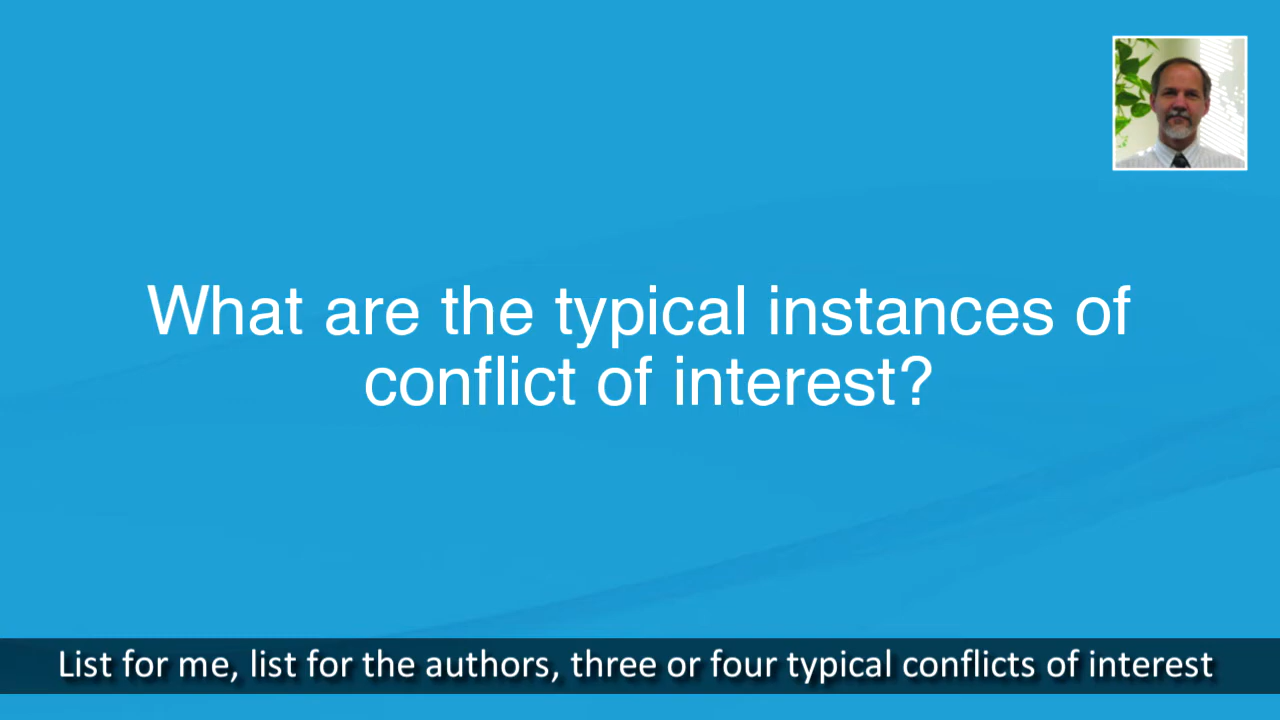 What are the typical instances of
conflict of interest?
List for me, list for the authors, three or four typical conflicts of interest